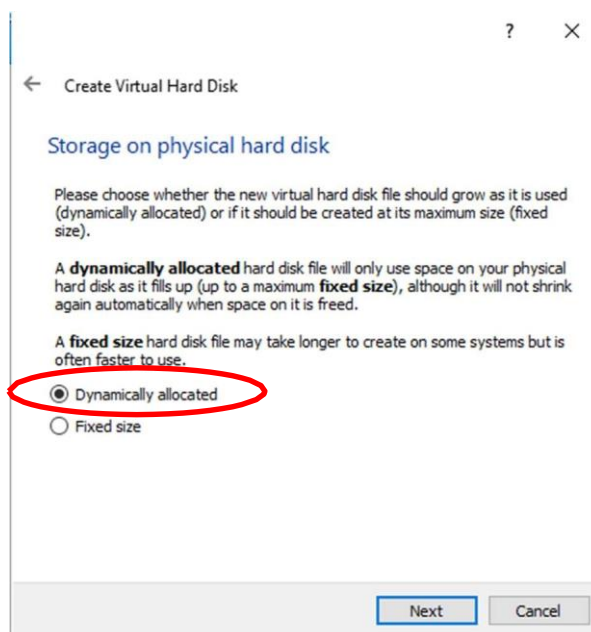 ?
Create Virtual Hard Disk
Storage on physical hard disk
Please choose whether the new virtual hard disk file should grow as it is used
(dynamically allocated) or if it should be created at its maximum size (fixed
size).
A dynamically allocated hard disk file will only use space on your physical
hard disk as it fills up (up to a maximum fixed size), although it will not shrink
again automatically when space on it is freed.
A fixed size hard disk file may take longer to create on some systems but is
often faster to use.
Dynamically allocated
Fixed size
Next Cancel